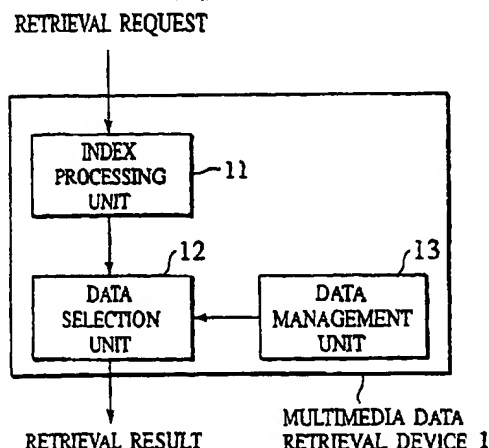 RETRIEVAL REQUEST
INDEX
PROCESSING
UNIT
11
12
13
DATA
SELECTION
UNIT
DATA
MANAGEMENT
UNIT
RETRIEVAL RESULT
MULTIMEDIA DATA
RETRIEVAL DEVICE 1